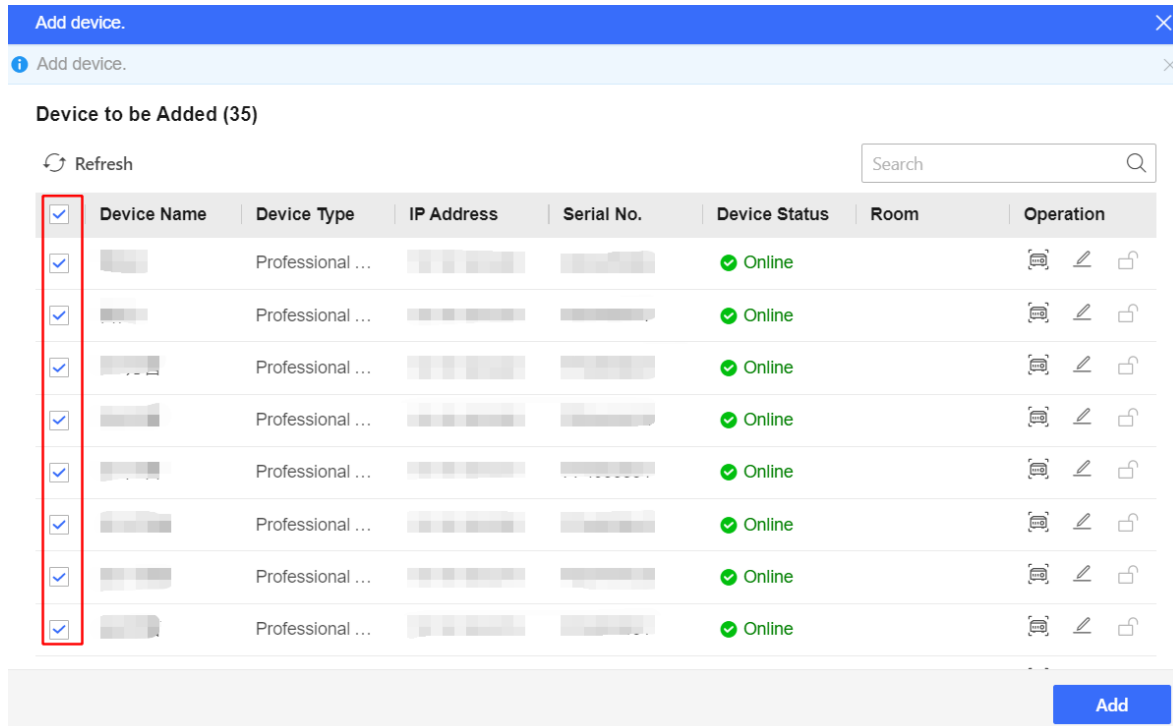 Add device.
Add device.
Device to be Added (35)
Refresh
Search
Device Name Device Type IP Address Serial No. Device Status Room Operation
Professional ... Online
Professional ... Online
Professional ... Online
Professional ... Online
Professional ... Online
Professional ... Online
Professional ... Online
Professional ... Online
Add